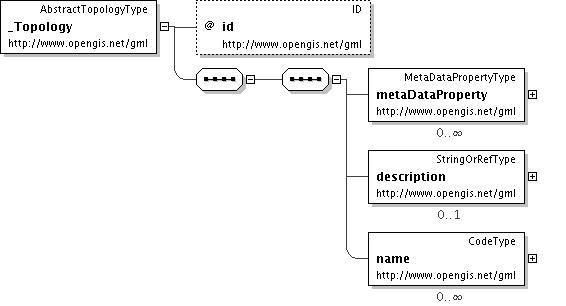 AbstractTopologyType
_Topology
http://www.opengis.net/gml
ID
@ id
http://www.opengis.net/gml
MetaDataPropertyType
metaDataProperty
http://www.opengis.net/gml
0..∞
StringOrRefType
description
http://www.opengis.net/gml
0..1
CodeType
name
http://www.opengis.net/gml
0..∞